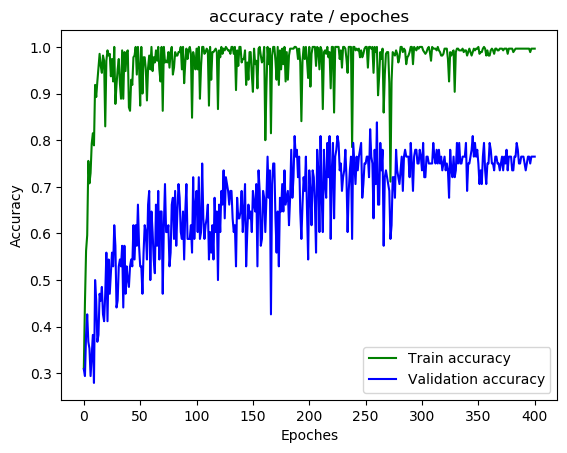 accuracy rate / epoches
1.0
0.9
0.8
0.7
0.6
0.5
0.4
0.3
Accuracy
0 50 100 150 200 250 300 350 400
Epoches
Train accuracy
Validation accuracy